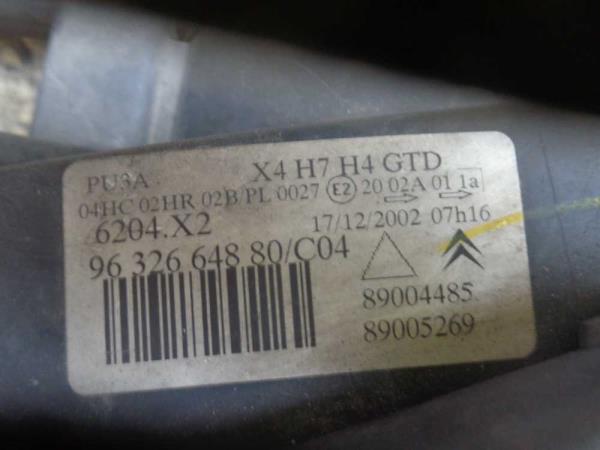 PU3A X4 H7 H4 GTD
04HC 02HR 02B/PL 0027 E2 20 02A 01 1a
6204.X2 17/12/2002 07h16
96 326 648 80/C04
89004485
89005269